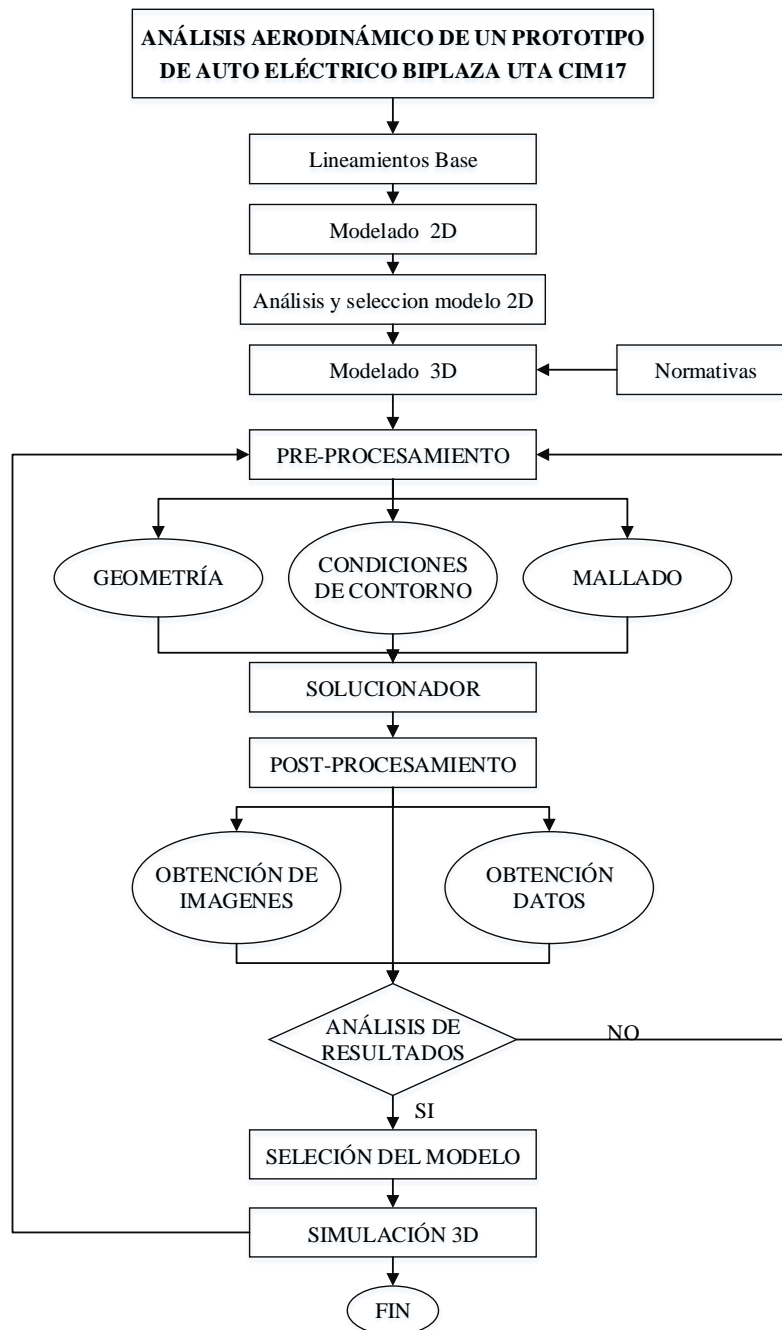 ANÁLISIS AERODINÁMICO DE UN PROTOTIPO
DE AUTO ELÉCTRICO BIPLAZA UTA CIM17
Lineamientos Base
Modelado 2D
Análisis y seleccion modelo 2D
Modelado 3D
Normativas
PRE-PROCESAMIENTO
GEOMETRÍA
CONDICIONES
DE CONTORNO
MALLADO
SOLUCIONADOR
POST-PROCESAMIENTO
OBTENCIÓN DE
IMAGENES
OBTENCIÓN
DATOS
ANÁLISIS DE
RESULTADOS
NO
SI
SELECIÓN DEL MODELO
SIMULACIÓN 3D
FIN